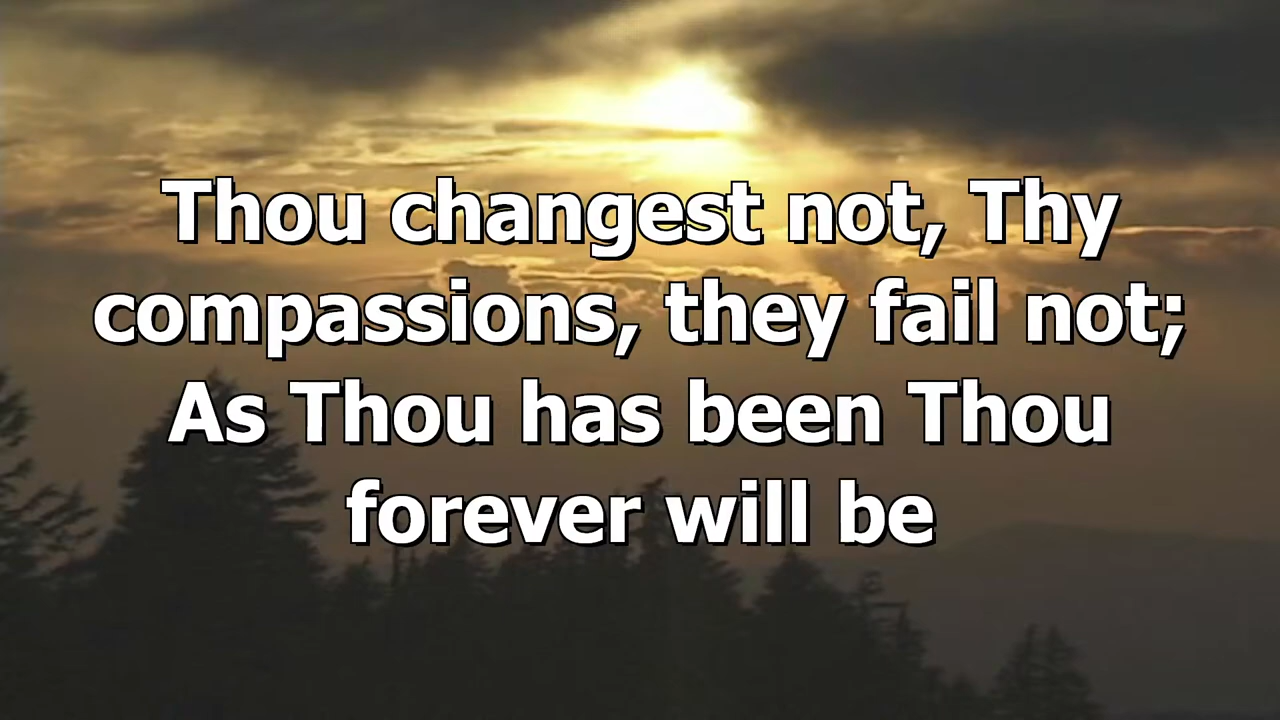 Thou changest not, Thy
compassions, they fail not;
As Thou has been Thou
forever will be